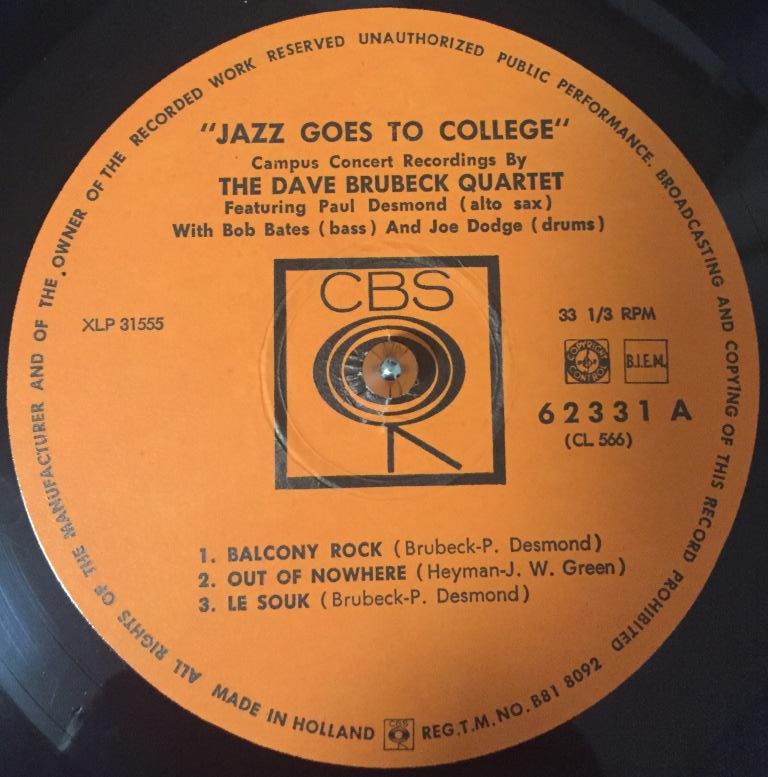 "JAZZ GOES TO COLLEGE"
Campus Concert Recordings By
THE DAVE BRUBECK QUARTET
Featuring Paul Desmond (alto sax)
With Bob Bates (bass) And Joe Dodge (drums)
CBS
XLP 31555
33 1/3 RPM
COPYRIGHT CONTROL
B.I.E.M.
62331 A
(CL 566)
1. BALCONY ROCK (Brubeck-P. Desmond)
2. OUT OF NOWHERE (Heyman-J. W. Green)
3. LE SOUK (Brubeck-P. Desmond)
ALL RIGHTS OF THE MANUFACTURER AND OF THE OWNER OF THE RECORDED WORK RESERVED UNAUTHORIZED PUBLIC PERFORMANCE. BROADCASTING AND COPYING OF THIS RECORD PROHIBITED
MADE IN HOLLAND CBS REG.T.M.NO.B81 8092